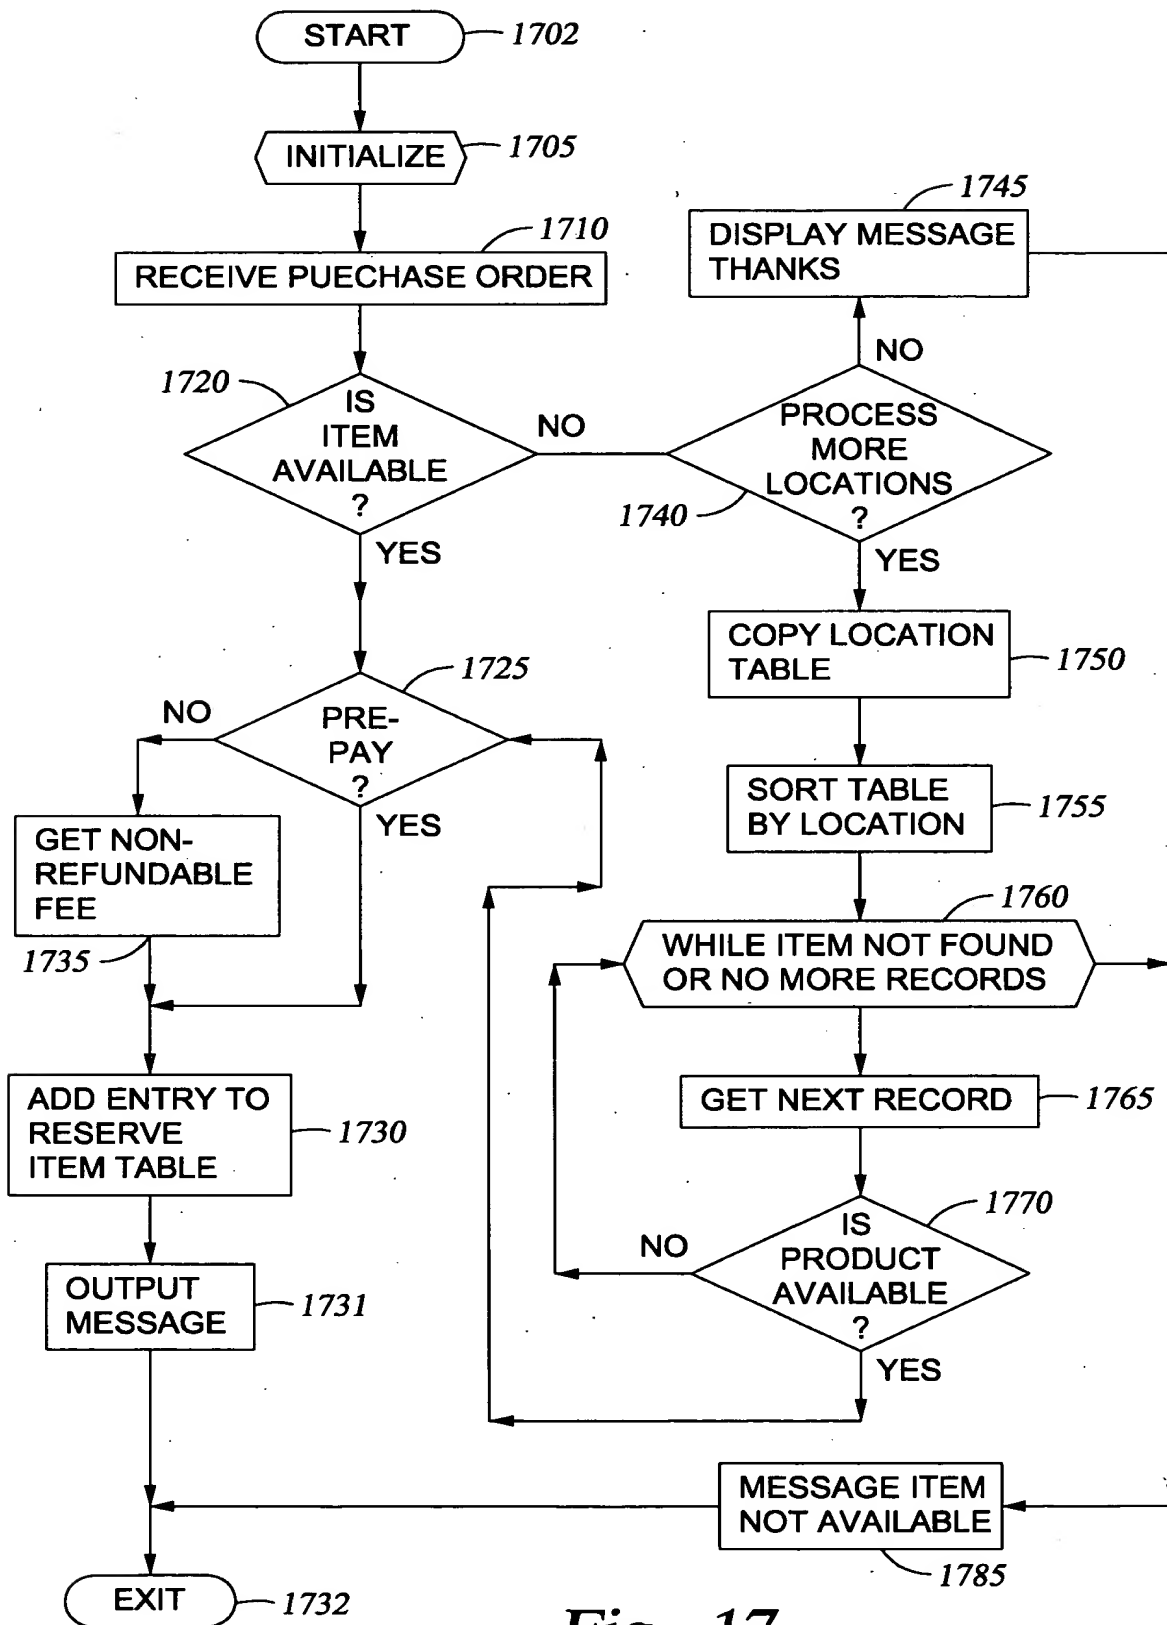 START
1702
INITIALIZE
1705
1710
RECEIVE PUECHASE ORDER
1720
IS
ITEM
AVAILABLE
?
NO
YES
1725
PRE-
PAY
?
NO
YES
GET NON-
REFUNDABLE
FEE
1735
ADD ENTRY TO
RESERVE
ITEM TABLE
1730
OUTPUT
MESSAGE
1731
EXIT
1732
1745
DISPLAY MESSAGE
THANKS
NO
PROCESS
MORE
LOCATIONS
?
1740
YES
COPY LOCATION
TABLE
1750
SORT TABLE
BY LOCATION
1755
1760
WHILE ITEM NOT FOUND
OR NO MORE RECORDS
GET NEXT RECORD
1765
1770
IS
PRODUCT
AVAILABLE
?
NO
YES
MESSAGE ITEM
NOT AVAILABLE
1785
Fig. 17